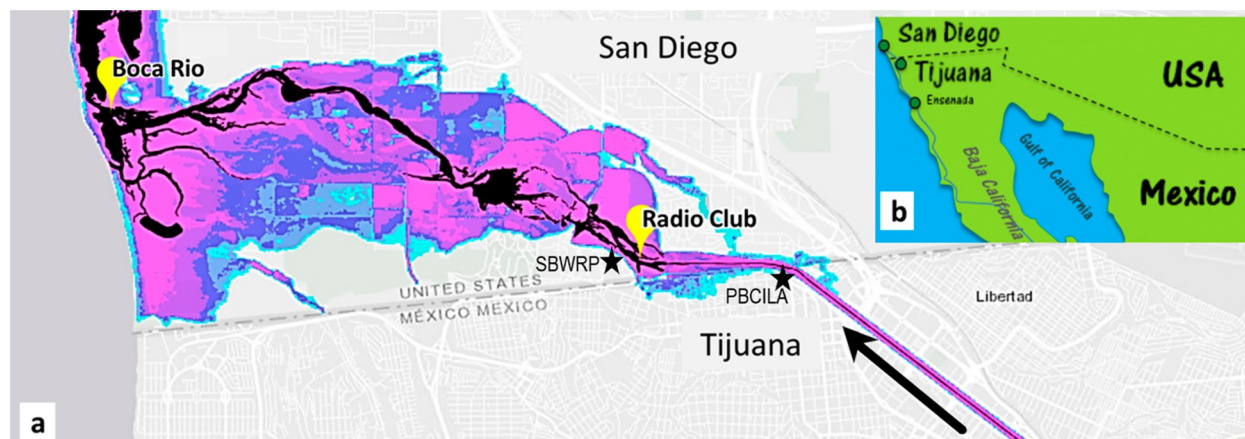 San Diego
Boca Rio
Radio Club
SBWRP
UNITED STATES
MÉXICO MEXICO
PBCILA
Libertad
Tijuana
a
San Diego
Tijuana
Ensenada
USA
Gulf of California
Baja California
Mexico
b